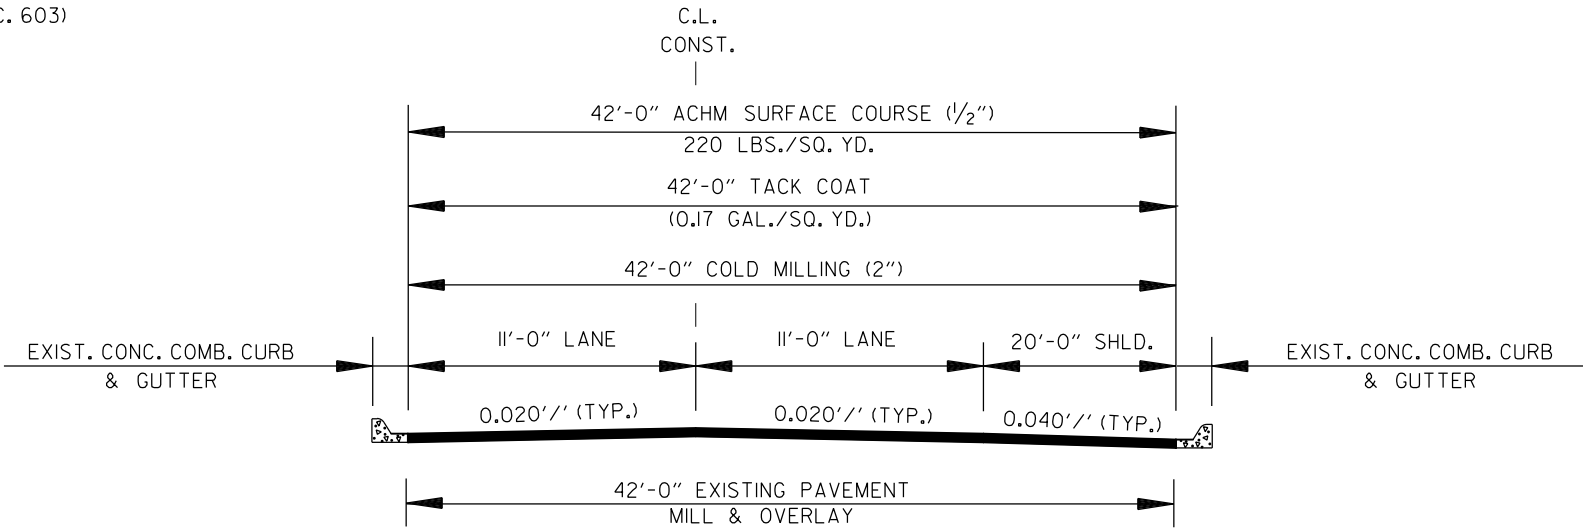 C. 603)
C.L.
CONST.
42'-0" ACHM SURFACE COURSE (1/2")
220 LBS./SQ. YD.
42'-0" TACK COAT
(0.17 GAL./SQ. YD.)
42'-0" COLD MILLING (2")
11'-0" LANE
11'-0" LANE
20'-0" SHLD.
EXIST. CONC. COMB. CURB
& GUTTER
EXIST. CONC. COMB. CURB
& GUTTER
0.020'/' (TYP.)
0.020'/' (TYP.)
0.040'/' (TYP.)
42'-0" EXISTING PAVEMENT
MILL & OVERLAY